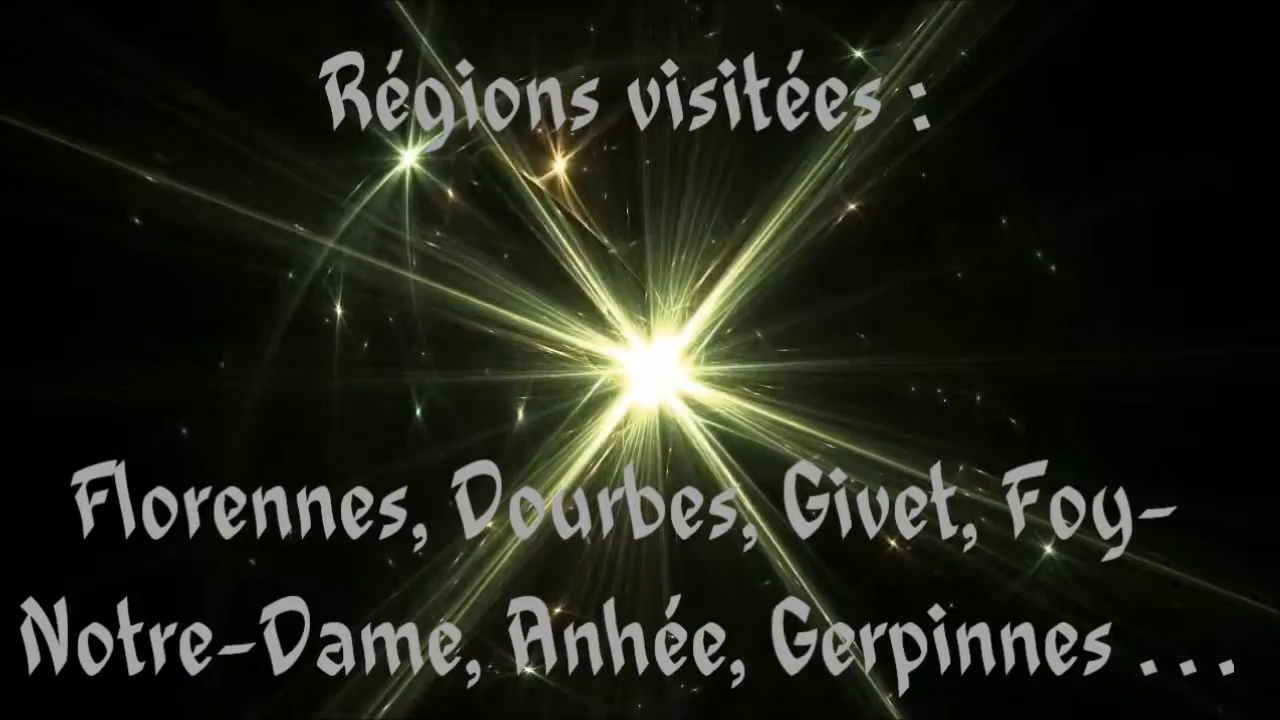 Régions visitées :
Florennes, Dourbes, Givet, Foy-
Notre-Dame, Anhée, Gerpinnes . . .